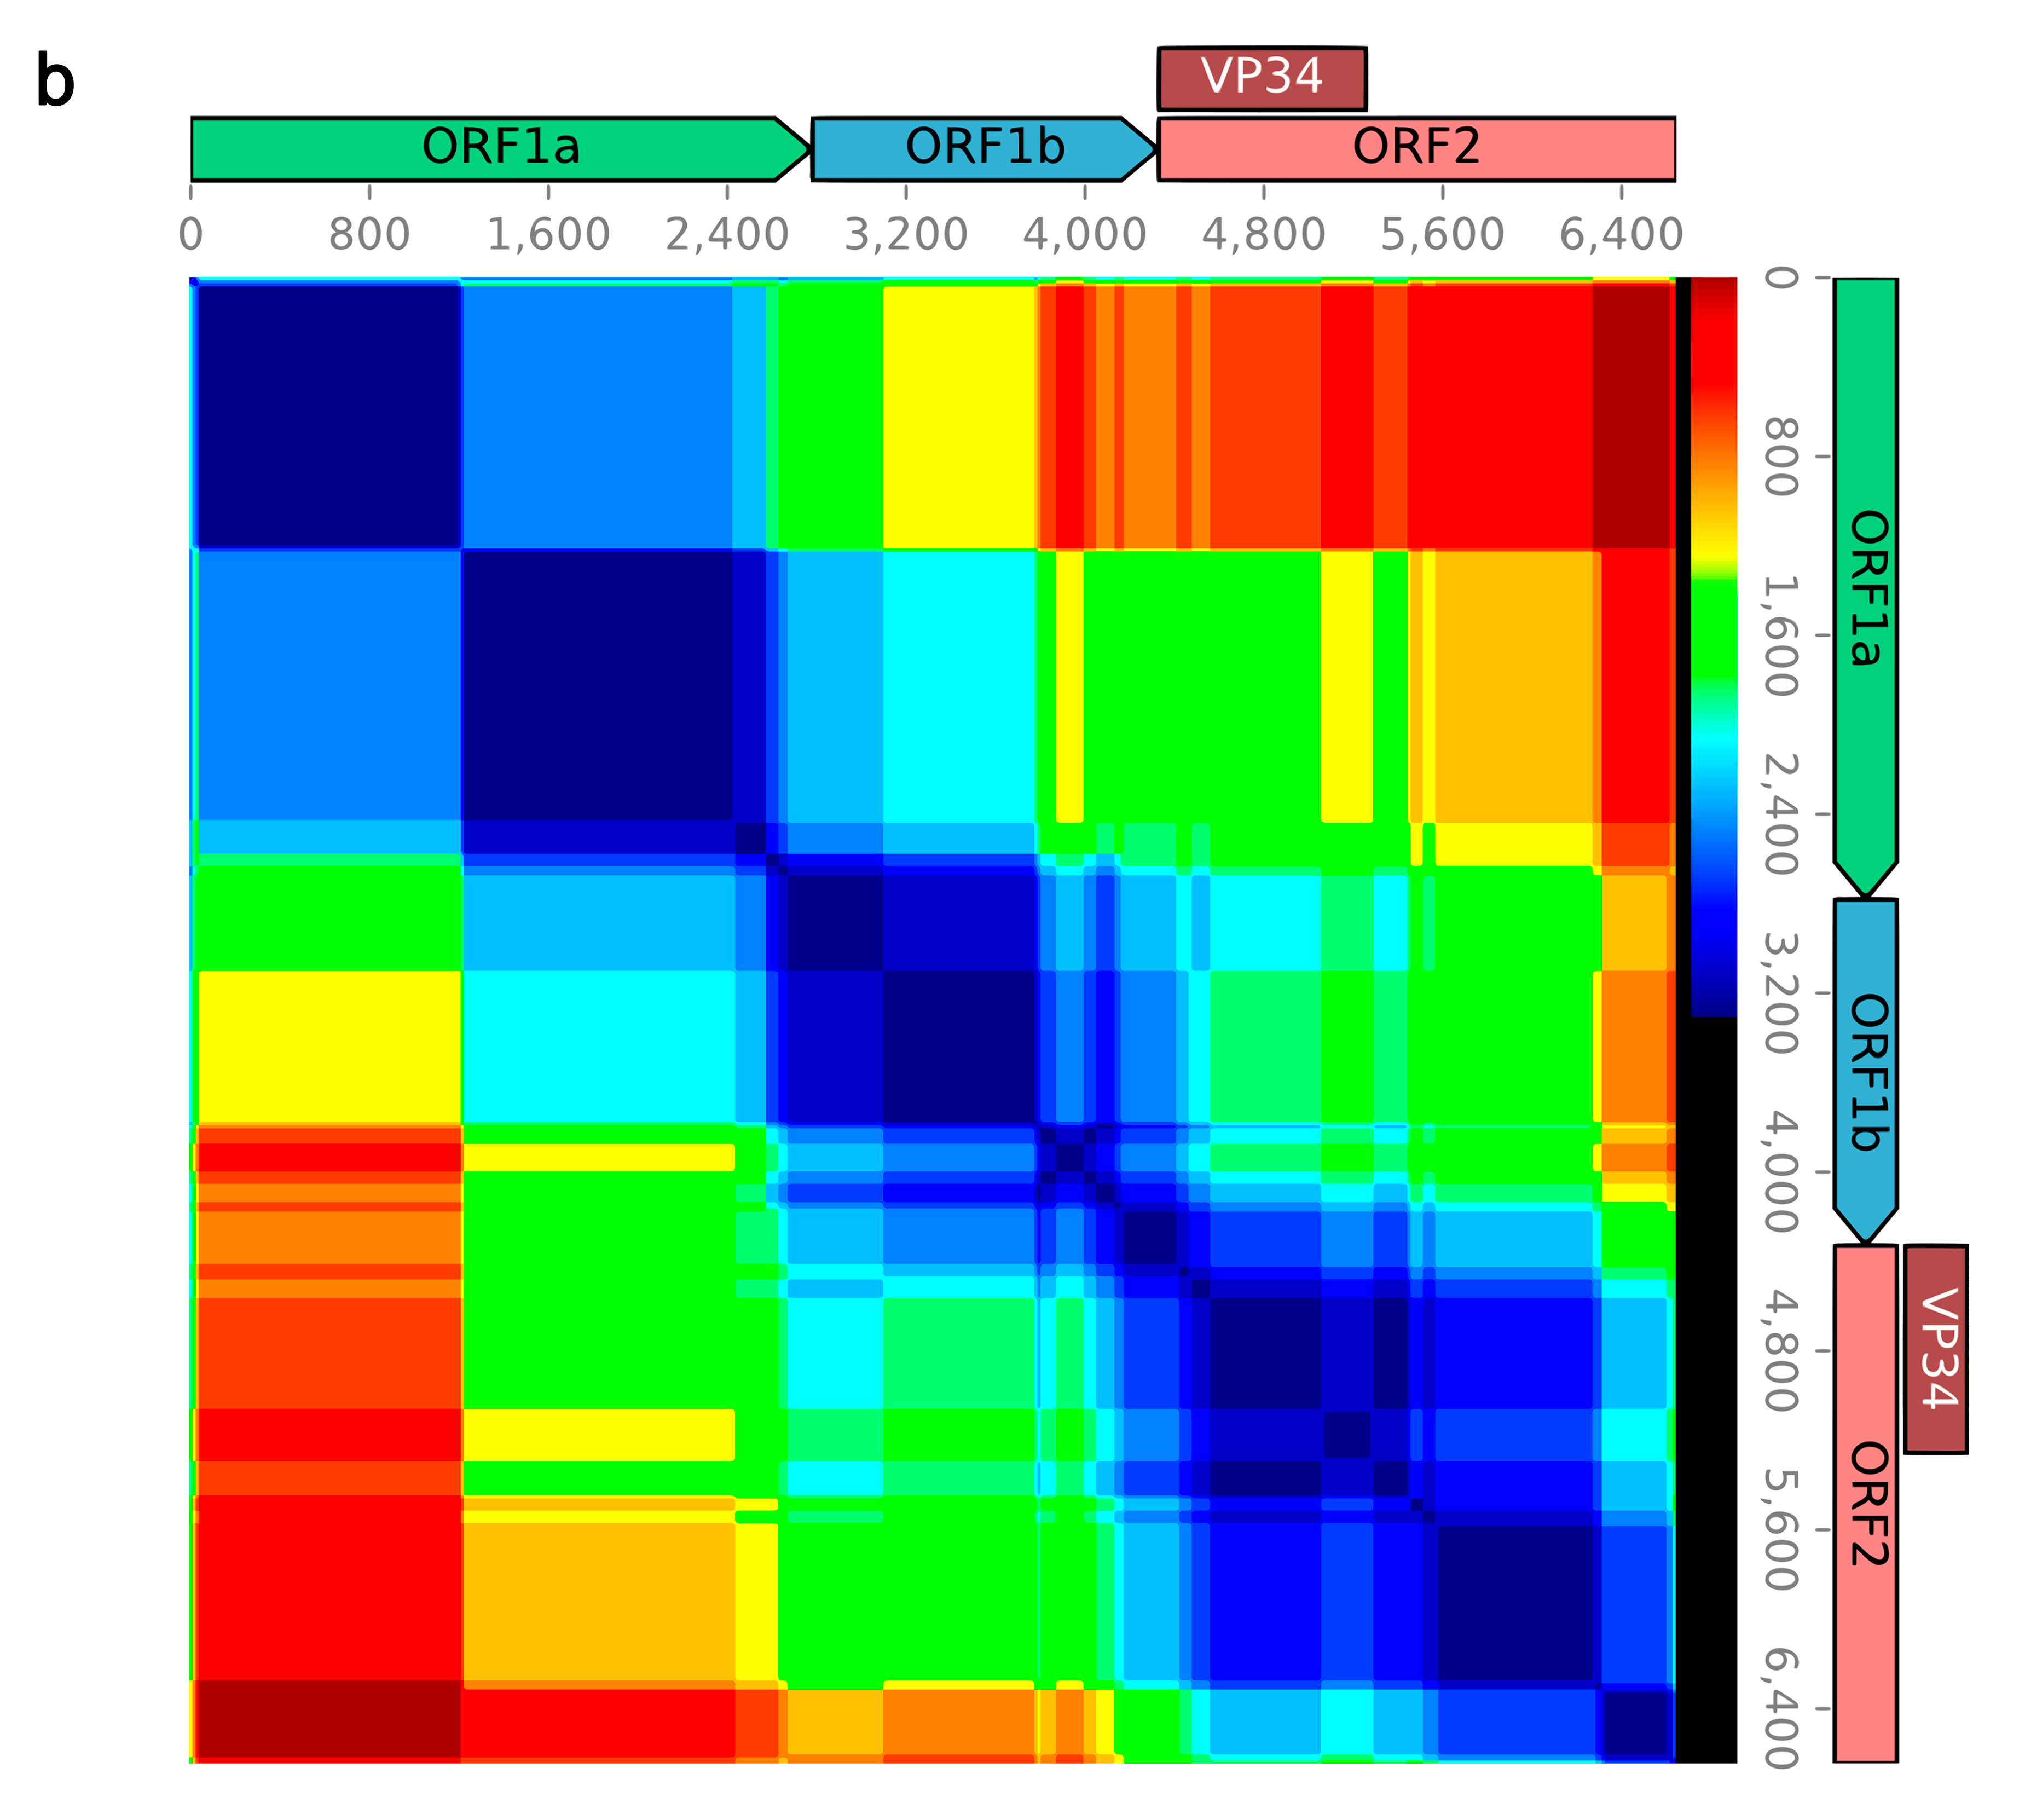 b
VP34
ORF1a ORF1b ORF2
0 800 1,600 2,400 3,200 4,000 4,800 5,600 6,400
0
800
1,600
2,400
3,200
4,000
4,800
5,600
6,400
ORF1a
ORF1b
ORF2
VP34